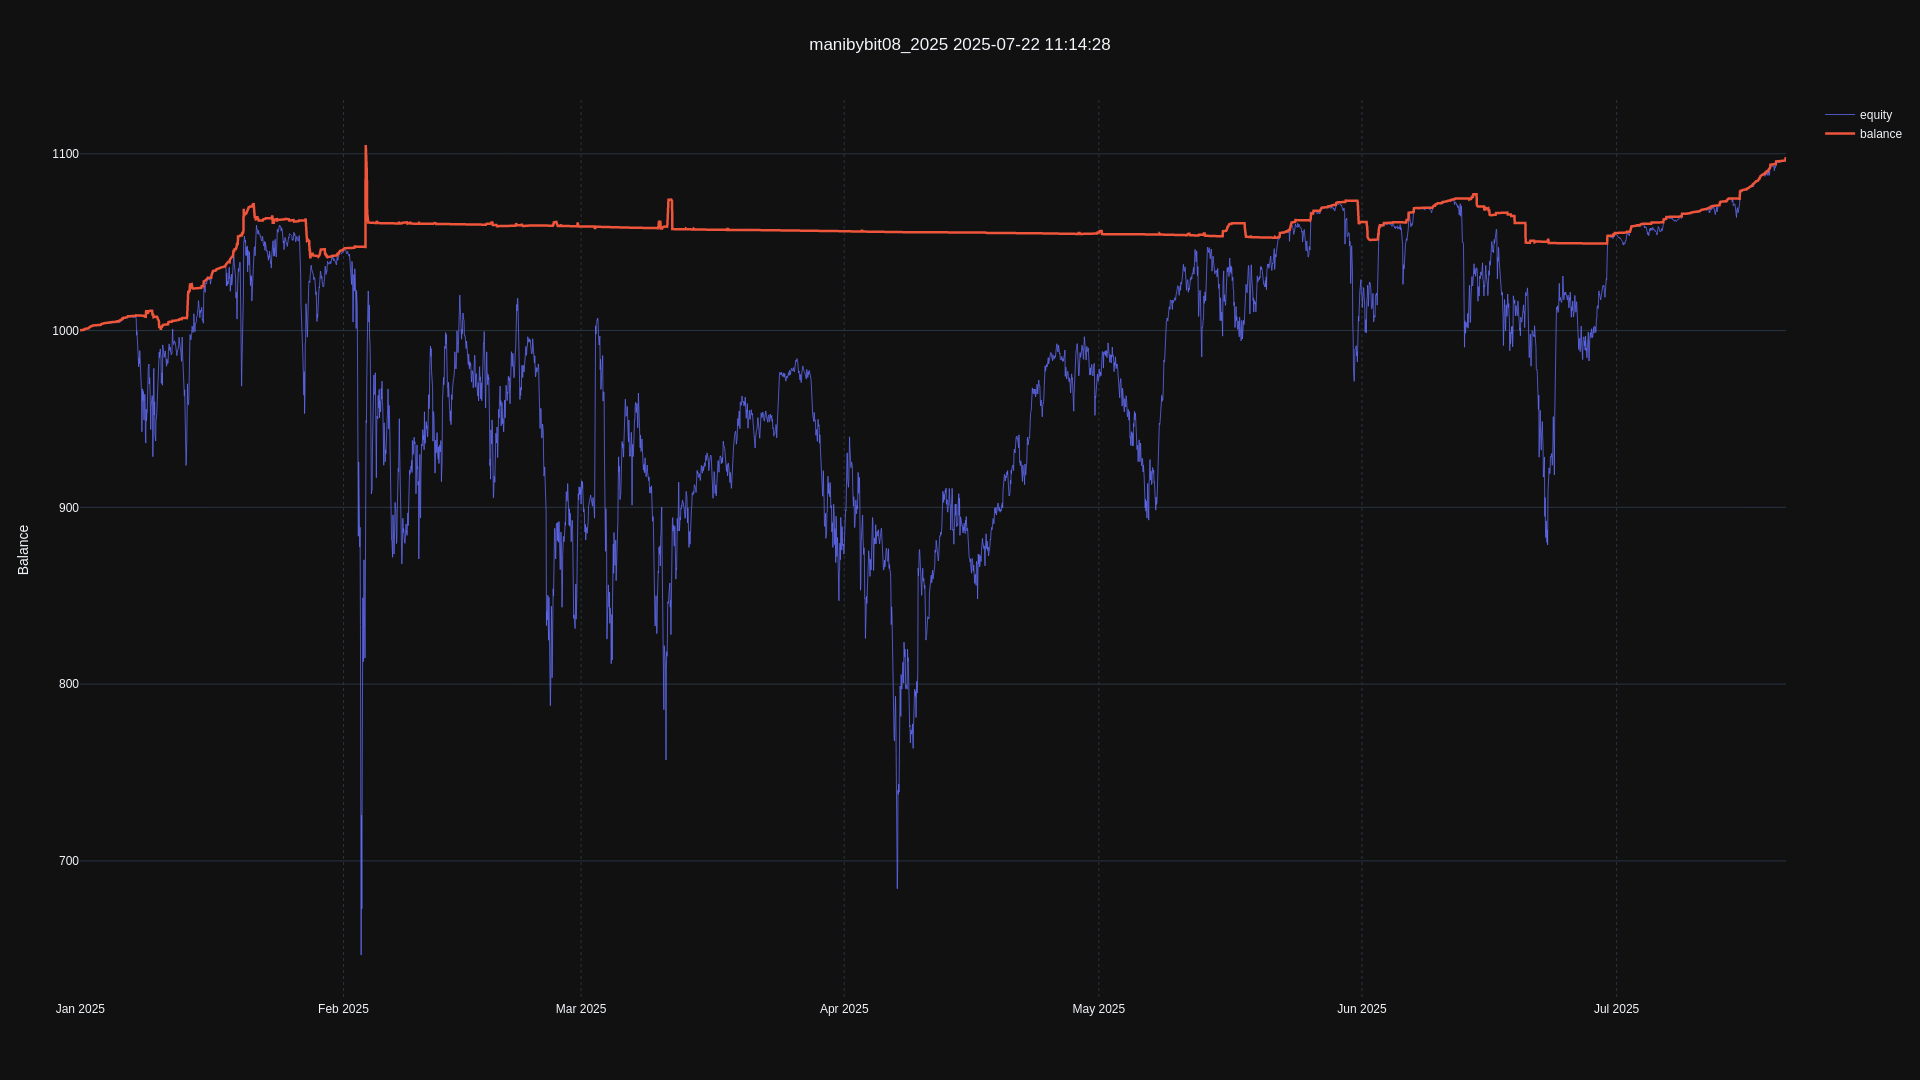 manibybit08_2025 2025-07-22 11:14:28
equity
balance
1100
1000
900
800
700
Balance
Jan 2025
Feb 2025
Mar 2025
Apr 2025
May 2025
Jun 2025
Jul 2025